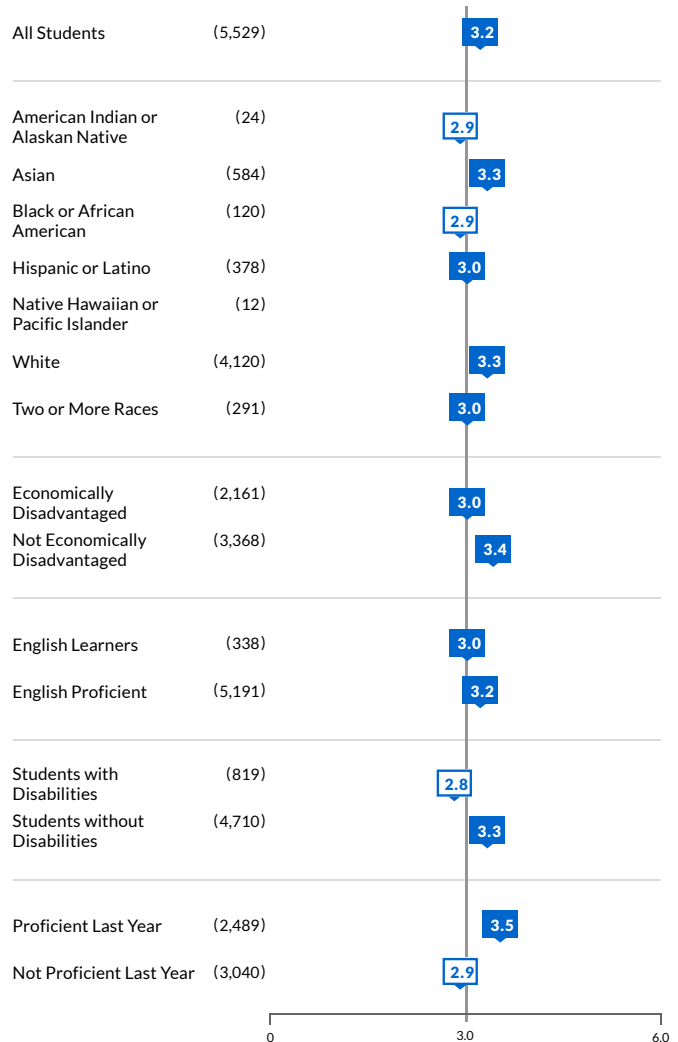 All Students (5,529) 3.2
American Indian or (24)
Alaskan Native 2.9
Asian (584) 3.3
Black or African (120)
American 2.9
Hispanic or Latino (378) 3.0
Native Hawaiian or (12)
Pacific Islander
White (4,120) 3.3
Two or More Races (291) 3.0
Economically (2,161) 3.0
Disadvantaged
Not Economically (3,368) 3.4
Disadvantaged
English Learners (338) 3.0
English Proficient (5,191) 3.2
Students with (819) 2.8
Disabilities
Students without (4,710) 3.3
Disabilities
Proficient Last Year (2,489) 3.5
Not Proficient Last Year (3,040) 2.9
0 3.0 6.0